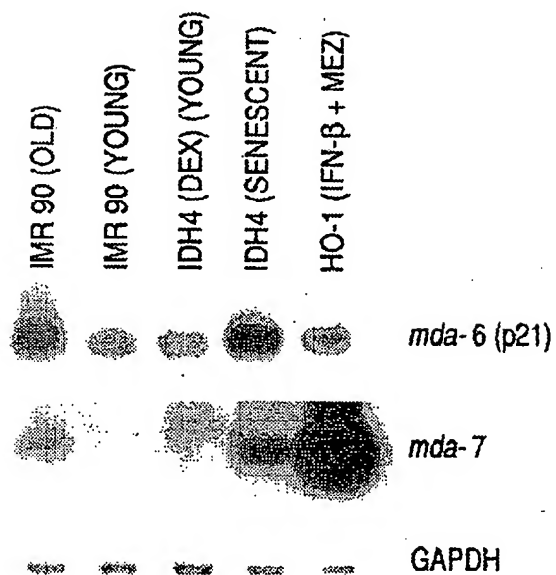 IMR 90 (OLD)
IMR 90 (YOUNG)
IDH4 (DEX) (YOUNG)
IDH4 (SENESCENT)
HO-1 (IFN-β + MEZ)
mda-6 (p21)
mda-7
GAPDH